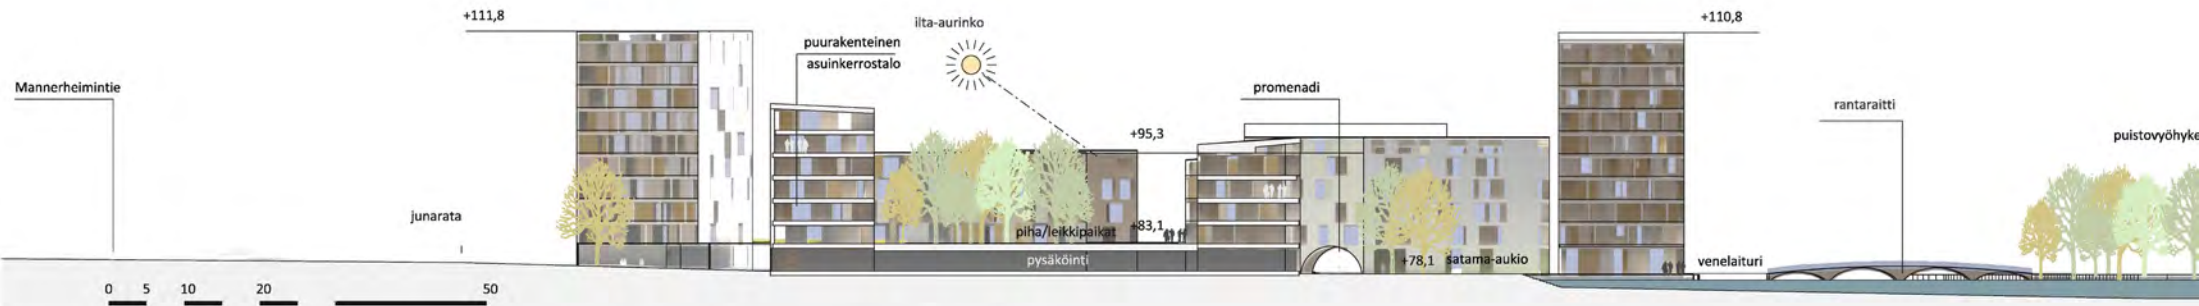 Mannerheimintie
junarata
+111,8
puurakenteinen
asuinkerrostalo
ilta-aurinko
+95,3
piha/leikkipaikat
+83,1
pysäköinti
promenadi
+78,1
satama-aukio
+110,8
venelaituri
rantaraitti
puistovyöhyke
0 5 10 20 50